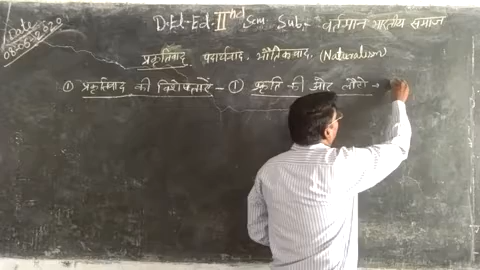 Date
08.05.2020
D.El.Ed. IInd Sem. Sub.- वर्तमान भारतीय समाज
प्रकृतिवाद, पदार्थवाद, भौतिकवाद, (Naturalism)
① प्रकृतिवाद की विशेषताऐं - ① प्रकृति की ओर लौटो →